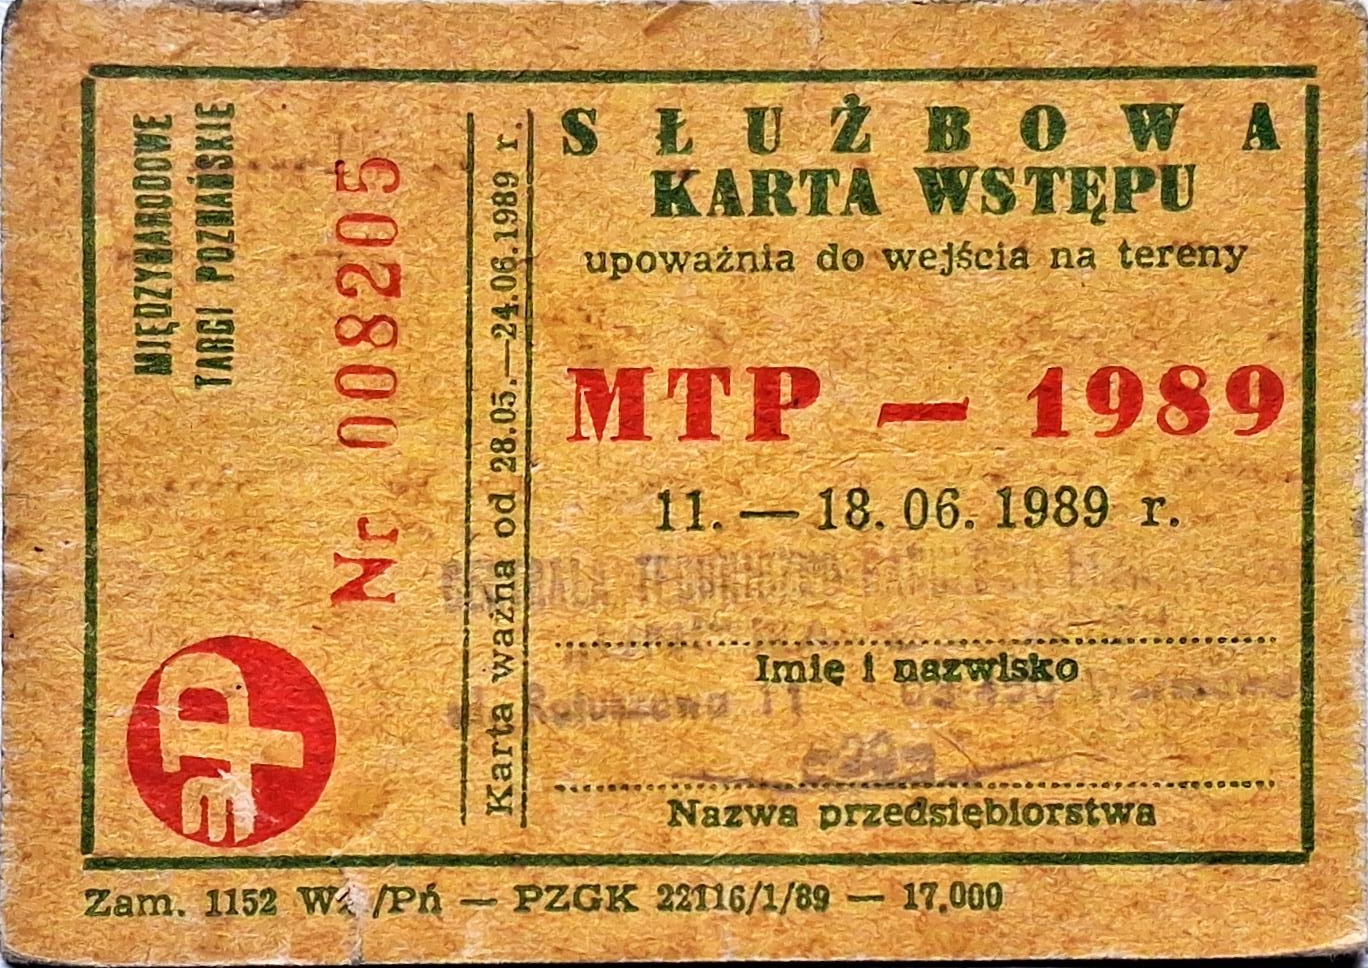 MIĘDZYNARODOWE
TARGI POZNAŃSKIE
Nr 008205
Karta ważna od 28.05.—24.06.1989 r.
SŁUŻBOWA
KARTA WSTĘPU
upoważnia do wejścia na tereny
MTP — 1989
11. — 18. 06. 1989 r.
Imię i nazwisko
Nazwa przedsiębiorstwa
Zam. 1152 /Pń — PZGK 22116/1/89 — 17.000